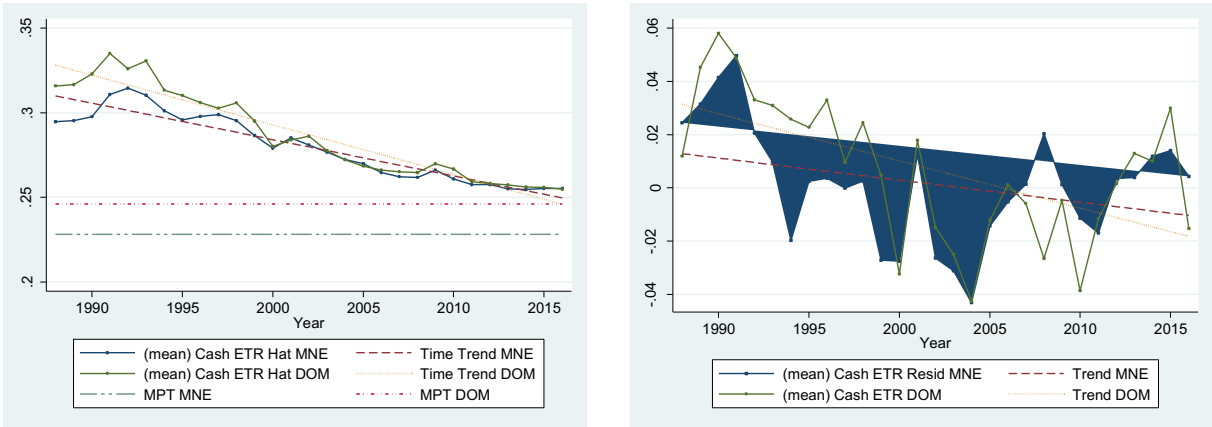 .35
.3
.25
.2
1990 1995 2000 2005 2010 2015
Year
(mean) Cash ETR Hat MNE Time Trend MNE
(mean) Cash ETR Hat DOM Time Trend DOM
MPT MNE MPT DOM
.06
.04
.02
0
-.02
-.04
1990 1995 2000 2005 2010 2015
Year
(mean) Cash ETR Resid MNE Trend MNE
(mean) Cash ETR DOM Trend DOM